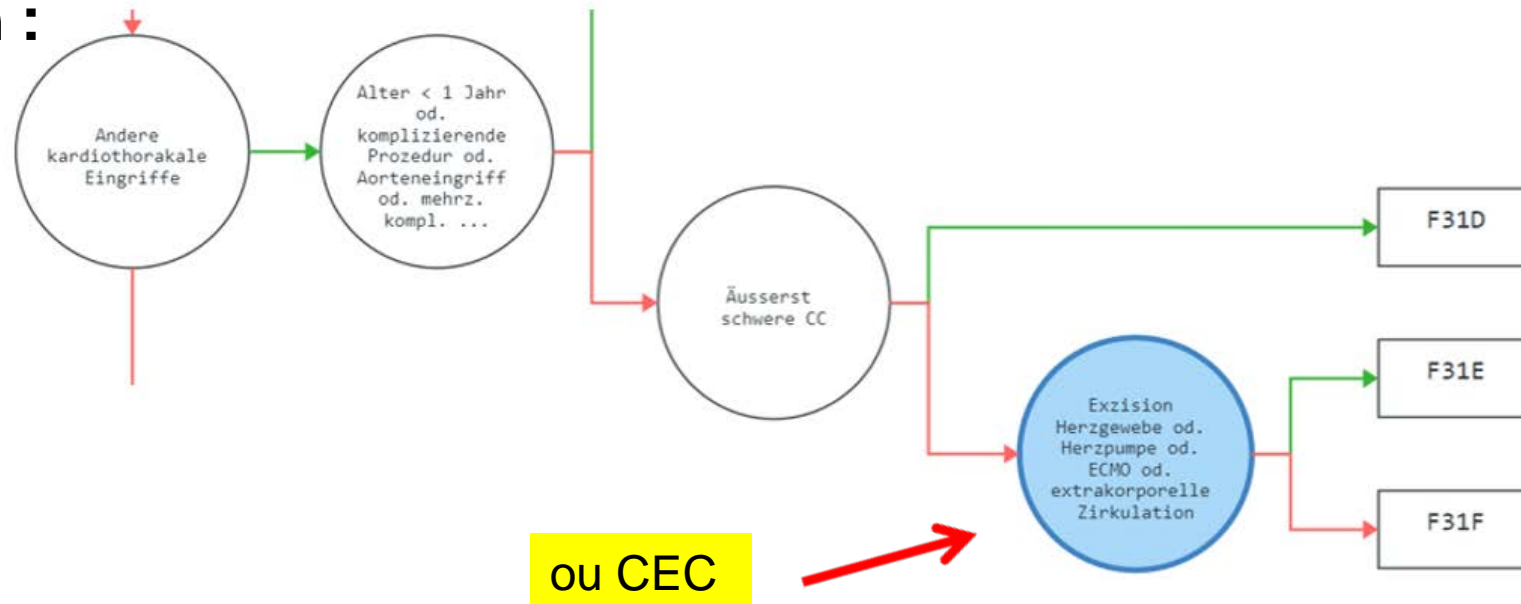 :
Andere
kardiothorakale
Eingriffe
Alter < 1 Jahr
od.
komplizierende
Prozedur od.
Aorteneingriff
od. mehrz.
kompl. ...
Äusserst
schwere CC
F31D
F31E
Exzision
Herzgewebe od.
Herzpumpe od.
ECMO od.
extrakorporelle
Zirkulation
F31F
ou CEC